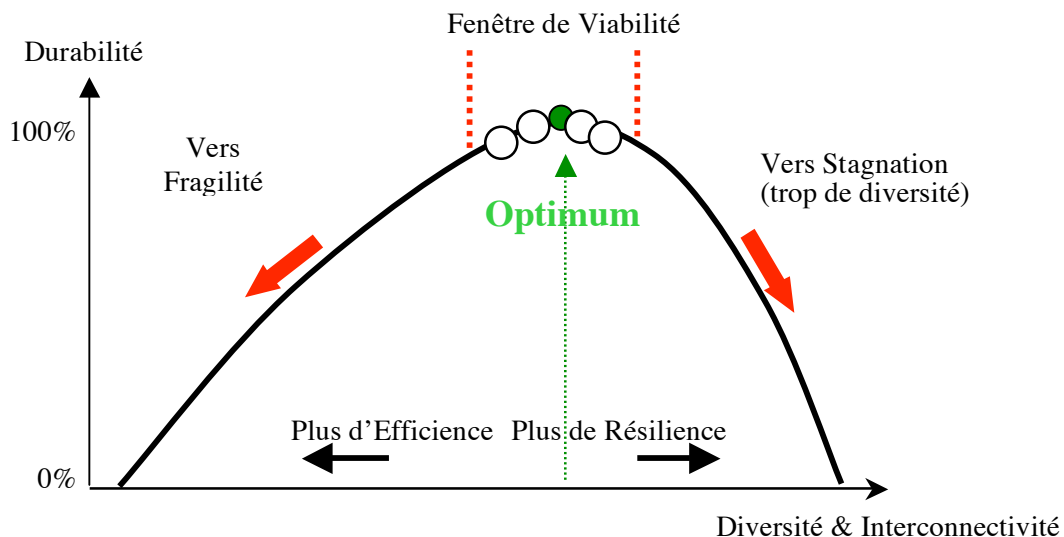 Fenêtre de Viabilité
Durabilité
100%
Vers
Fragilité
Vers Stagnation
(trop de diversité)
Optimum
Plus d’Efficience
Plus de Résilience
0%
Diversité & Interconnectivité